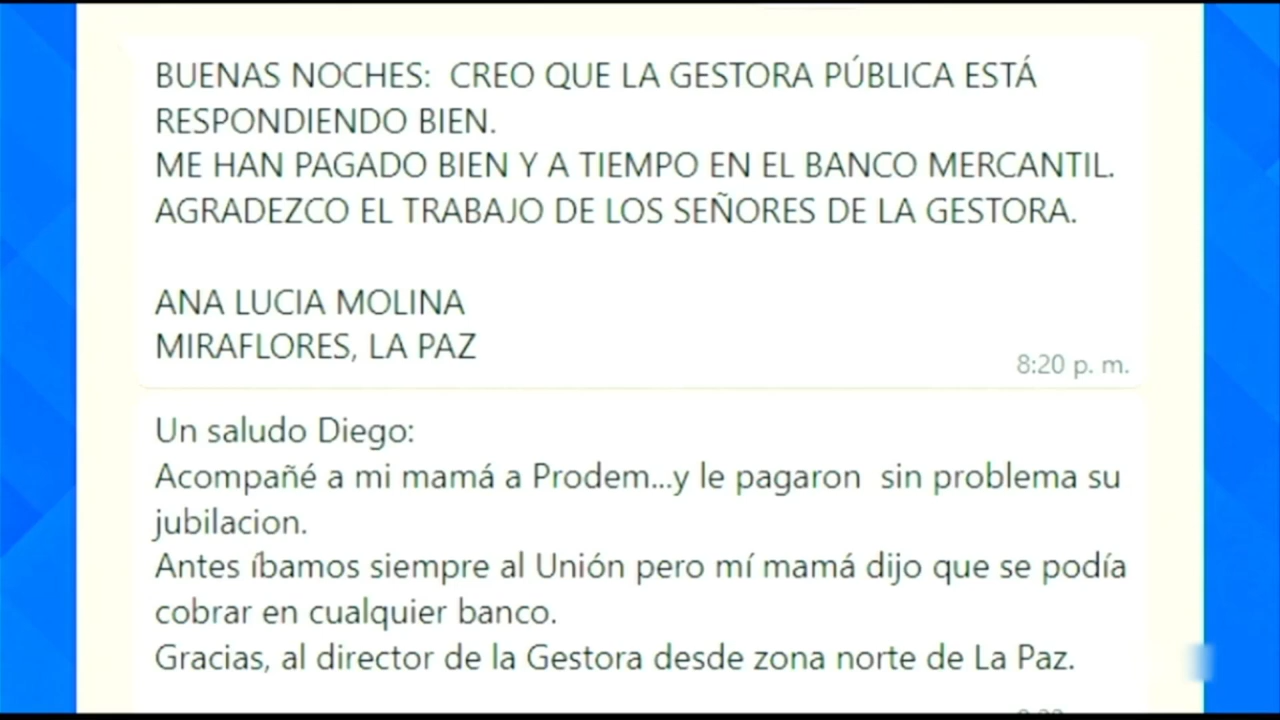 BUENAS NOCHES:  CREO QUE LA GESTORA PÚBLICA ESTÁ
RESPONDIENDO BIEN.
ME HAN PAGADO BIEN Y A TIEMPO EN EL BANCO MERCANTIL.
AGRADEZCO EL TRABAJO DE LOS SEÑORES DE LA GESTORA.
ANA LUCIA MOLINA
MIRAFLORES, LA PAZ
8:20 p. m.
Un saludo Diego:
Acompañé a mi mamá a Prodem...y le pagaron  sin problema su
jubilacion.
Antes íbamos siempre al Unión pero mí mamá dijo que se podía
cobrar en cualquier banco.
Gracias, al director de la Gestora desde zona norte de La Paz.